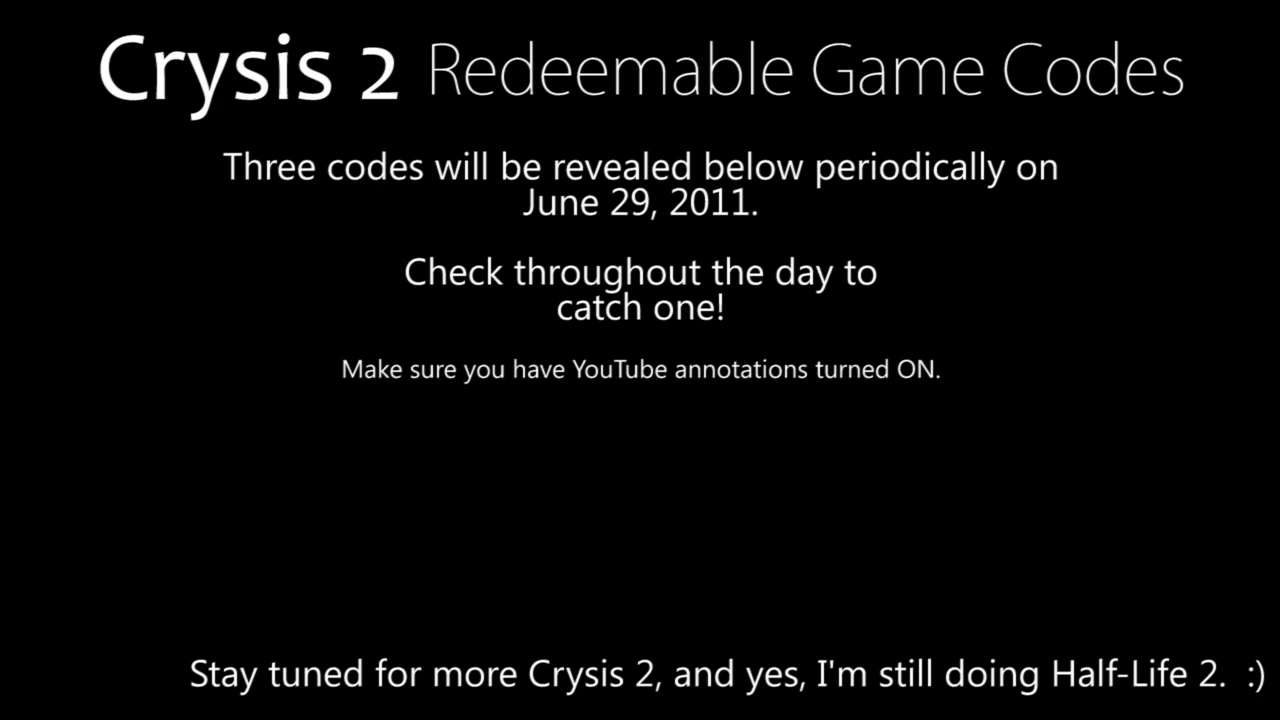 Crysis 2 Redeemable Game Codes
Three codes will be revealed below periodically on
June 29, 2011.
Check throughout the day to
catch one!
Make sure you have YouTube annotations turned ON.
Stay tuned for more Crysis 2, and yes, I'm still doing Half-Life 2.  :)